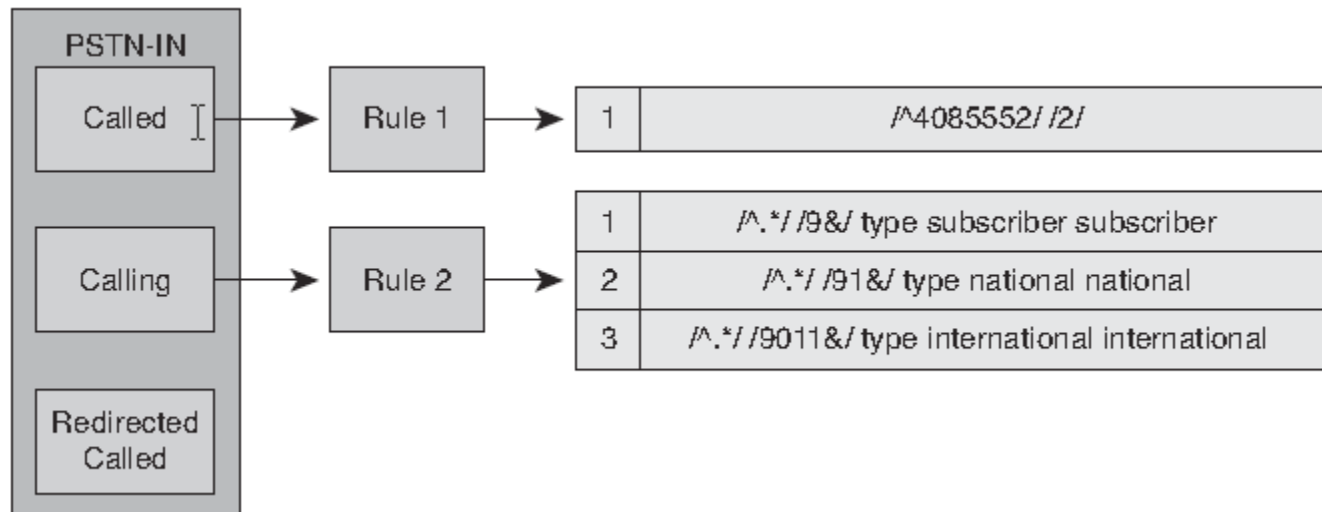 PSTN-IN
Called
Rule 1
1 /^4085552/ /2/
Calling
Rule 2
1 /^.*/ /9&/ type subscriber subscriber
2 /^.*/ /91&/ type national national
3 /^.*/ /9011&/ type international international
Redirected
Called